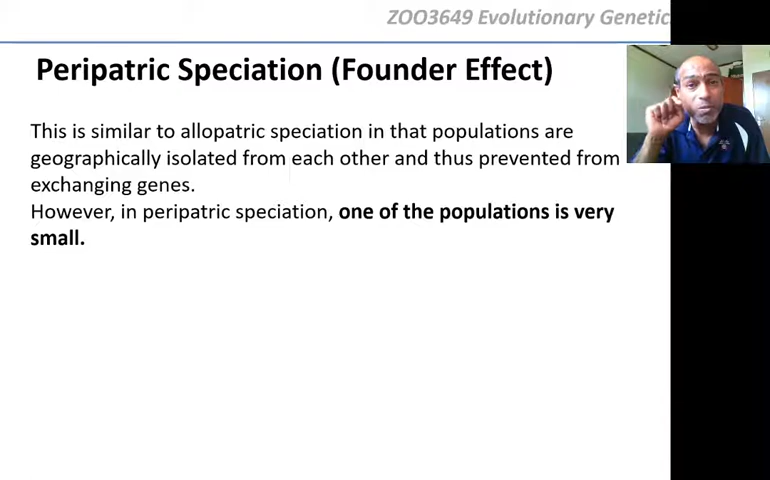 ZOO3649 Evolutionary Genetic
Peripatric Speciation (Founder Effect)
This is similar to allopatric speciation in that populations are
geographically isolated from each other and thus prevented from
exchanging genes.
However, in peripatric speciation, one of the populations is very
small.